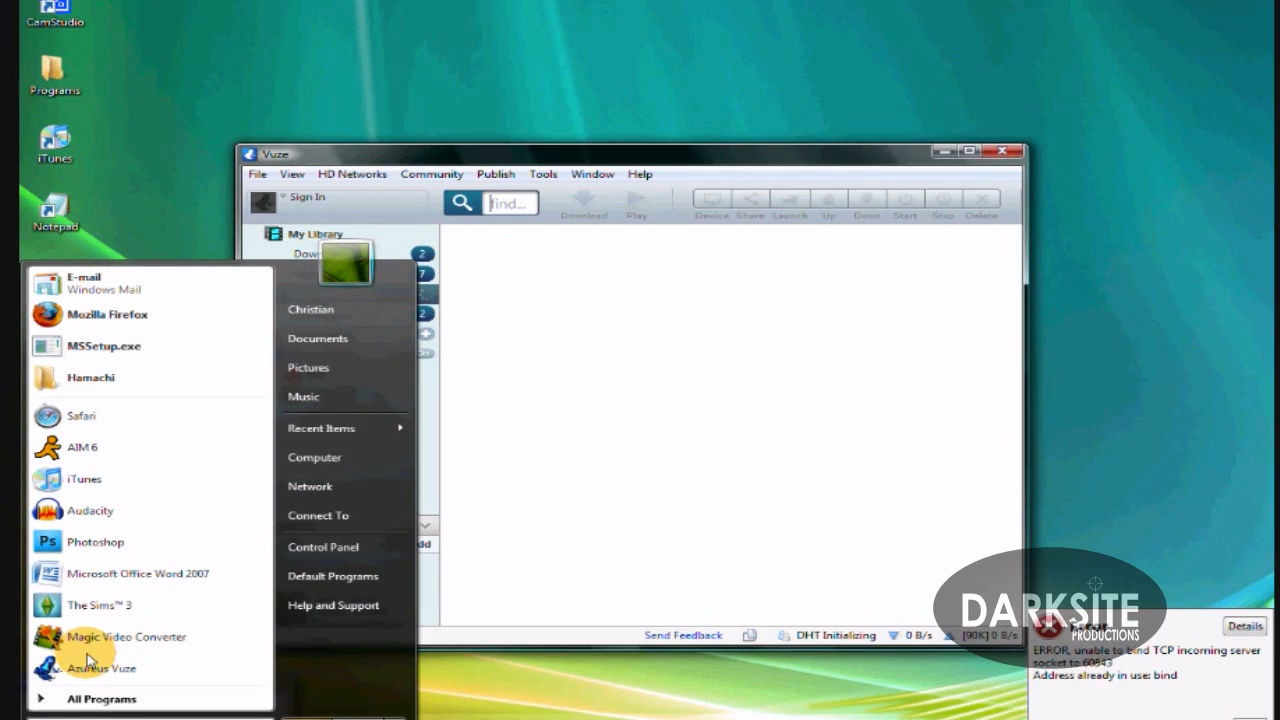 CamStudio
Programs
iTunes
Notepad
Vuze
File View HD Networks Community Publish Tools Window Help
Sign In
find...
Download Play Device Share Launch Up Down Start Stop Delete
My Library
2
7
2
E-mail
Windows Mail
Mozilla Firefox
MSSetup.exe
Hamachi
Safari
AIM 6
iTunes
Audacity
Ps Photoshop
Microsoft Office Word 2007
The Sims™ 3
Magic Video Converter
Azureus Vuze
All Programs
Christian
Documents
Pictures
Music
Recent Items
Computer
Network
Connect To
Control Panel
Default Programs
Help and Support
Send Feedback DHT Initializing 0 B/s [90K] 0 B/s
DARKSITE
PRODUCTIONS
Details
ERROR, unable to bind TCP incoming server
socket to 60843
Address already in use: bind